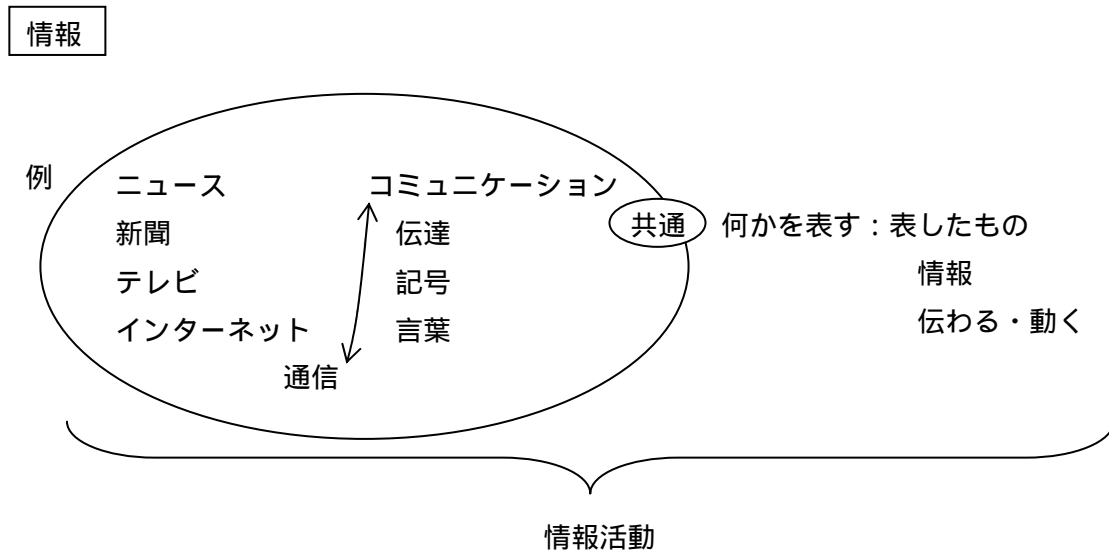 情報
例
ニュース
新聞
テレビ
インターネット
通信
コミュニケーション
伝達
記号
言葉
共通
何かを表す：表したもの
情報
伝わる・動く
情報活動